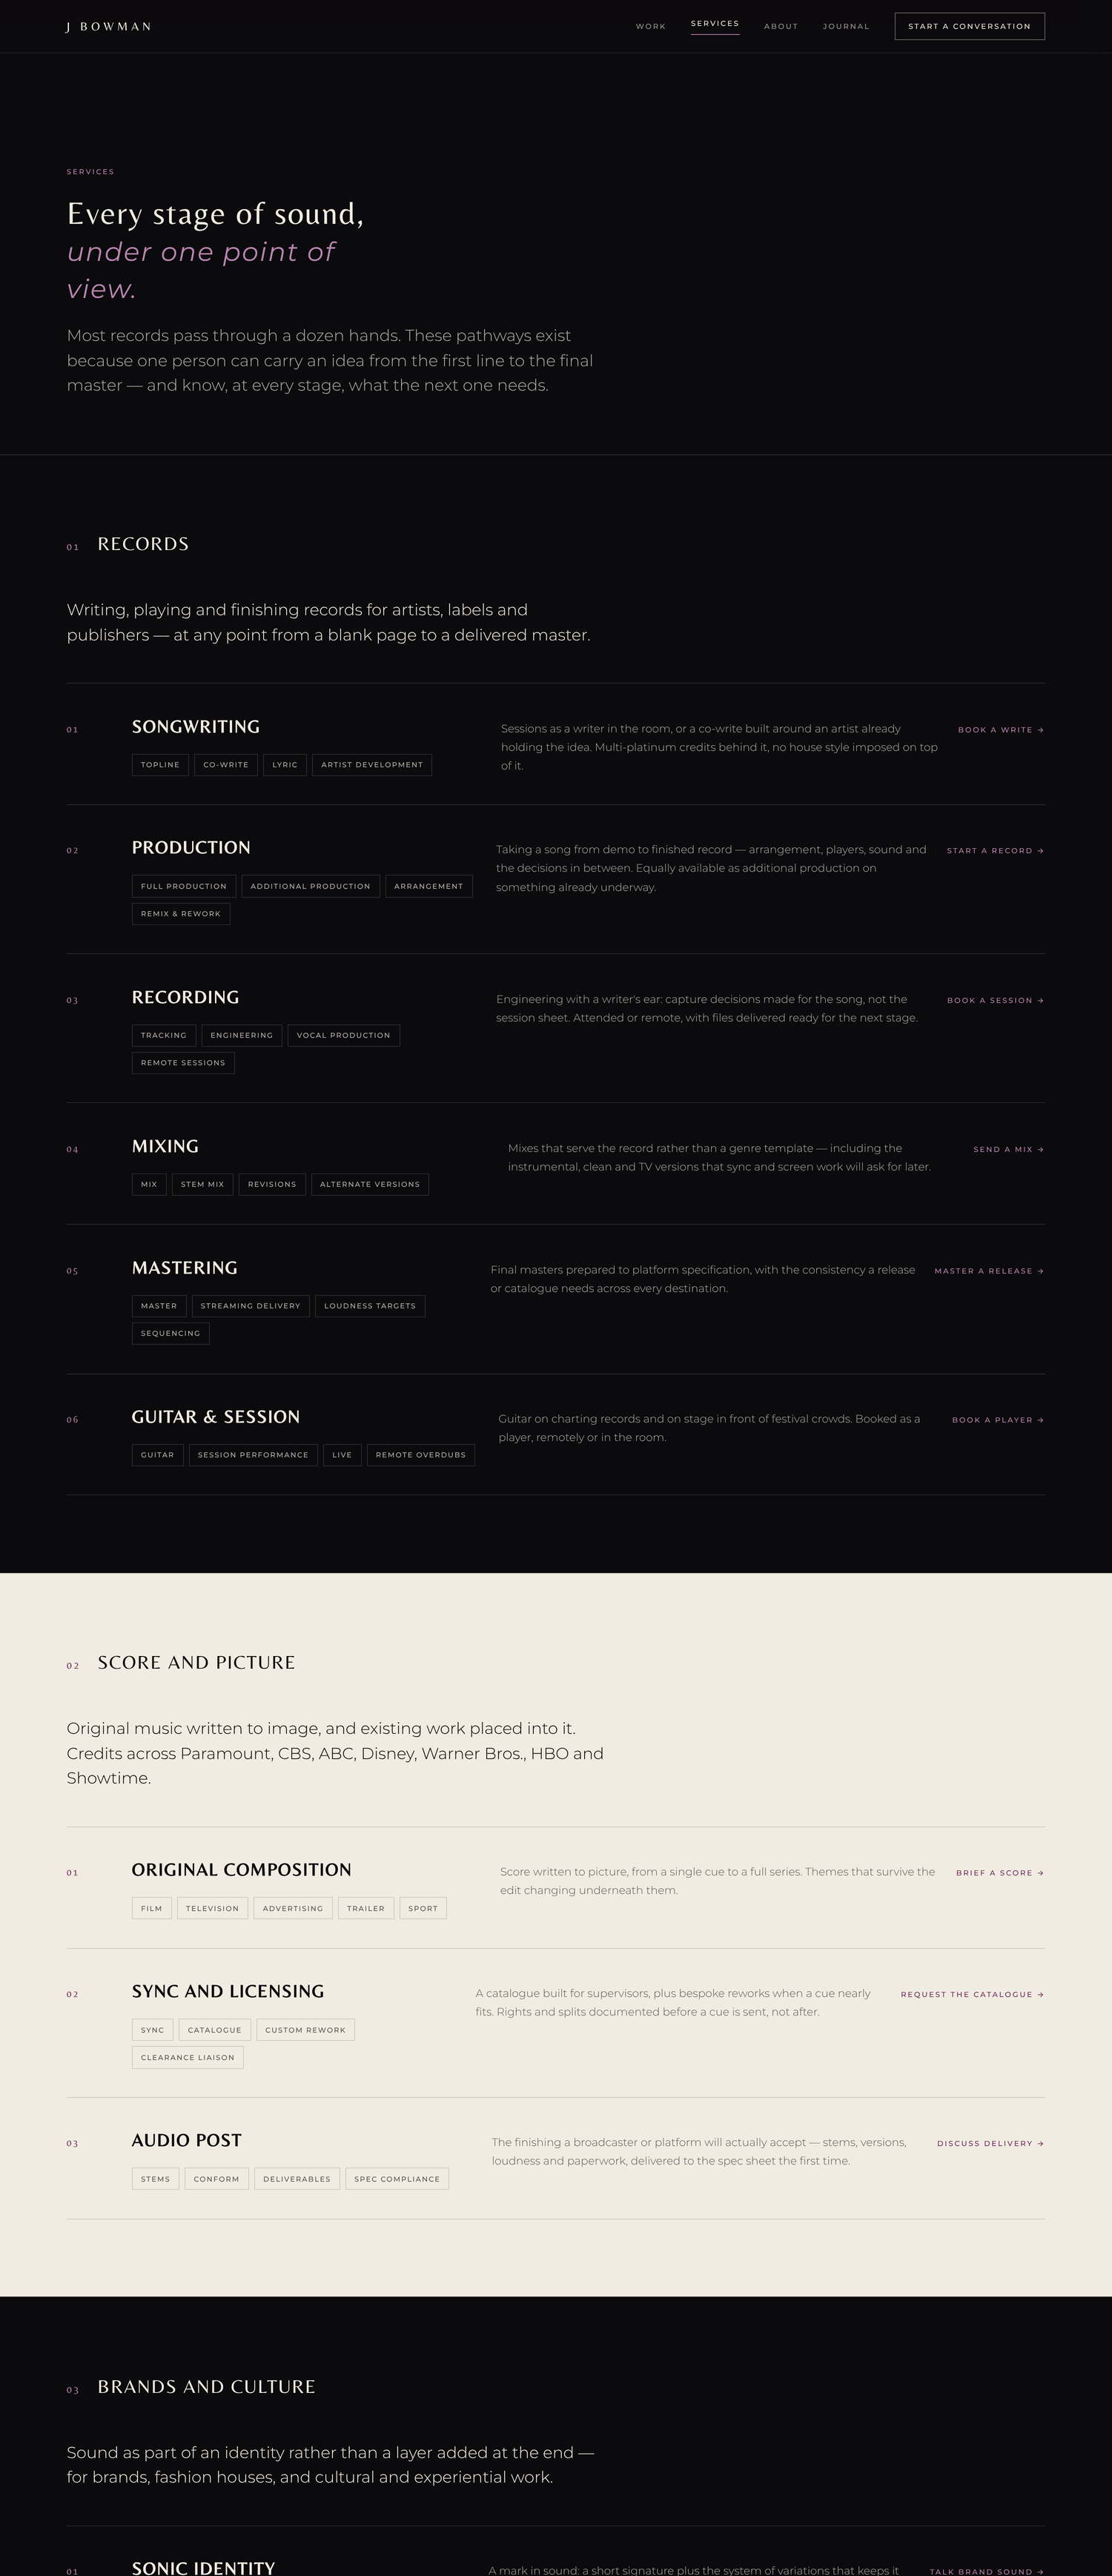 J BOWMAN
WORK
SERVICES
ABOUT
JOURNAL
START A CONVERSATION
SERVICES
Every stage of sound,
under one point of
view.
Most records pass through a dozen hands. These pathways exist
because one person can carry an idea from the first line to the final
master — and know, at every stage, what the next one needs.
01 RECORDS
Writing, playing and finishing records for artists, labels and
publishers — at any point from a blank page to a delivered master.
01
SONGWRITING
TOPLINE
CO-WRITE
LYRIC
ARTIST DEVELOPMENT
Sessions as a writer in the room, or a co-write built around an artist already
holding the idea. Multi-platinum credits behind it, no house style imposed on top
of it.
BOOK A WRITE →
02
PRODUCTION
FULL PRODUCTION
ADDITIONAL PRODUCTION
ARRANGEMENT
REMIX & REWORK
Taking a song from demo to finished record — arrangement, players, sound and
the decisions in between. Equally available as additional production on
something already underway.
START A RECORD →
03
RECORDING
TRACKING
ENGINEERING
VOCAL PRODUCTION
REMOTE SESSIONS
Engineering with a writer's ear: capture decisions made for the song, not the
session sheet. Attended or remote, with files delivered ready for the next stage.
BOOK A SESSION →
04
MIXING
MIX
STEM MIX
REVISIONS
ALTERNATE VERSIONS
Mixes that serve the record rather than a genre template — including the
instrumental, clean and TV versions that sync and screen work will ask for later.
SEND A MIX →
05
MASTERING
MASTER
STREAMING DELIVERY
LOUDNESS TARGETS
SEQUENCING
Final masters prepared to platform specification, with the consistency a release
or catalogue needs across every destination.
MASTER A RELEASE →
06
GUITAR & SESSION
GUITAR
SESSION PERFORMANCE
LIVE
REMOTE OVERDUBS
Guitar on charting records and on stage in front of festival crowds. Booked as a
player, remotely or in the room.
BOOK A PLAYER →
02 SCORE AND PICTURE
Original music written to image, and existing work placed into it.
Credits across Paramount, CBS, ABC, Disney, Warner Bros., HBO and
Showtime.
01
ORIGINAL COMPOSITION
FILM
TELEVISION
ADVERTISING
TRAILER
SPORT
Score written to picture, from a single cue to a full series. Themes that survive the
edit changing underneath them.
BRIEF A SCORE →
02
SYNC AND LICENSING
SYNC
CATALOGUE
CUSTOM REWORK
CLEARANCE LIAISON
A catalogue built for supervisors, plus bespoke reworks when a cue nearly
fits. Rights and splits documented before a cue is sent, not after.
REQUEST THE CATALOGUE →
03
AUDIO POST
STEMS
CONFORM
DELIVERABLES
SPEC COMPLIANCE
The finishing a broadcaster or platform will actually accept — stems, versions,
loudness and paperwork, delivered to the spec sheet the first time.
DISCUSS DELIVERY →
03 BRANDS AND CULTURE
Sound as part of an identity rather than a layer added at the end —
for brands, fashion houses, and cultural and experiential work.
01
SONIC IDENTITY
A mark in sound: a short signature plus the system of variations that keeps it
TALK BRAND SOUND →